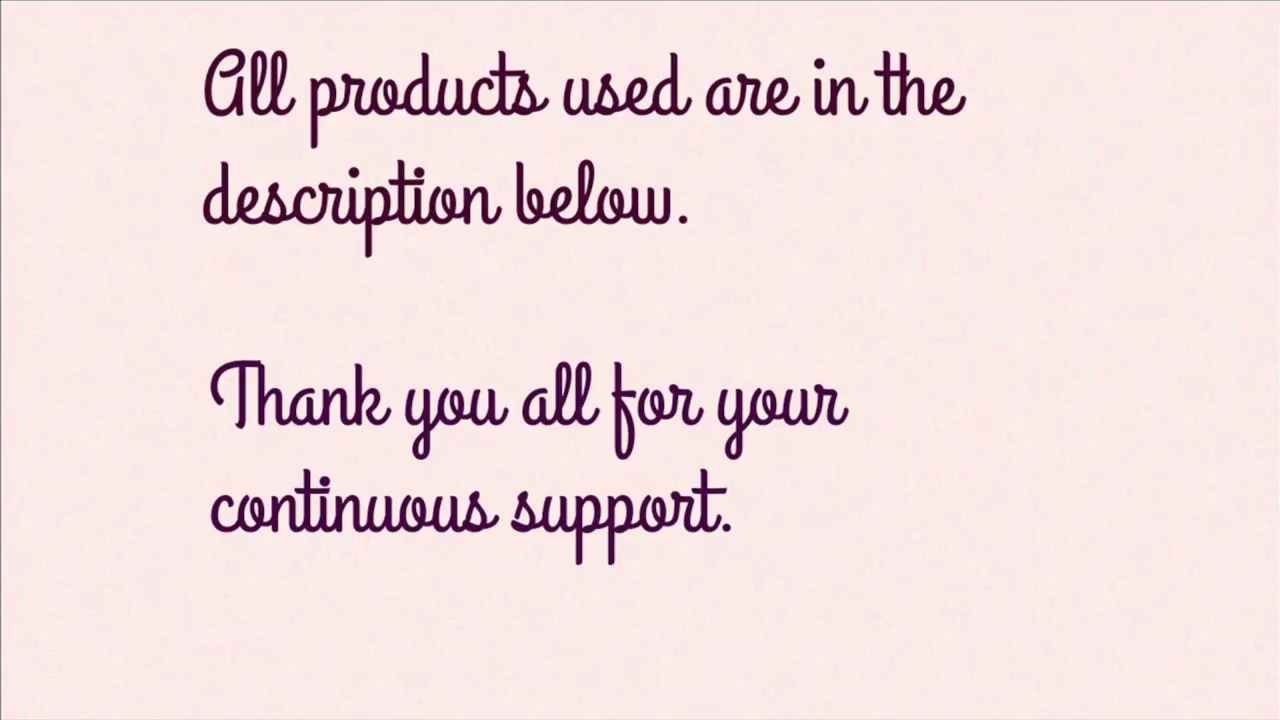 All products used are in the
description below.
Thank you all for your
continuous support.